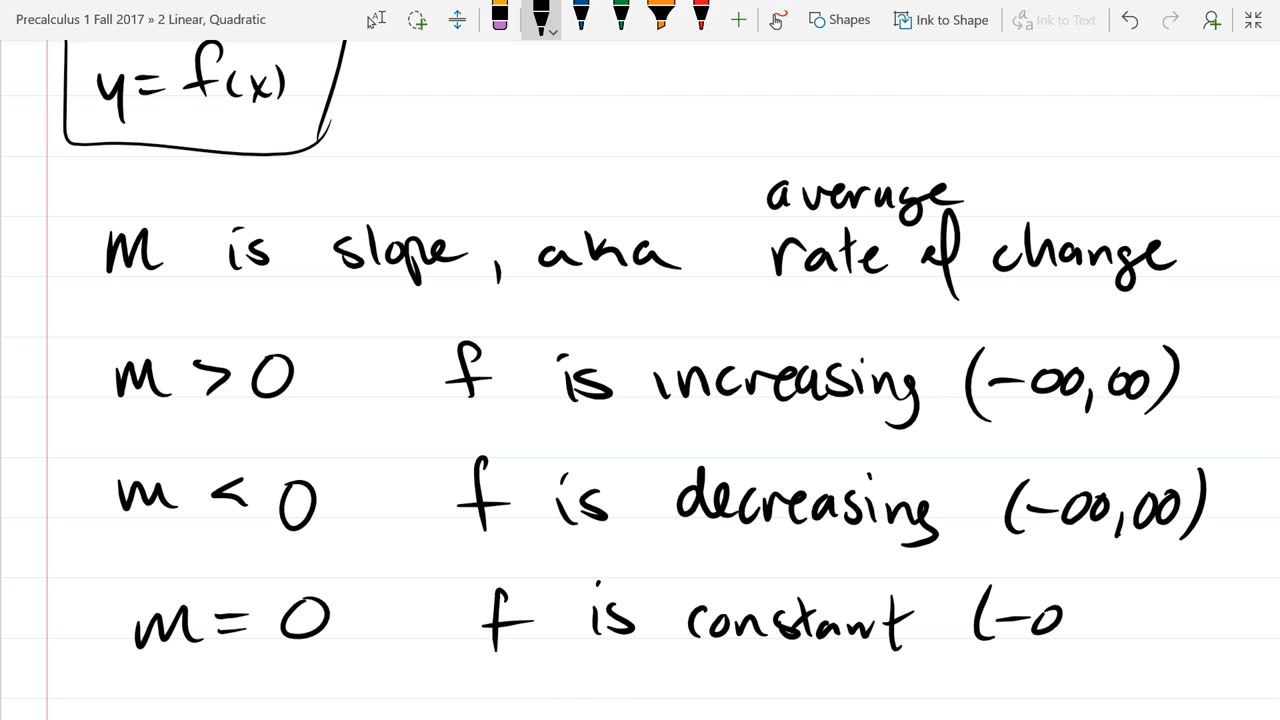 Precalculus 1 Fall 2017 » 2 Linear, Quadratic
Shapes
Ink to Shape
Ink to Text
y = f(x)
average
m is slope, aka rate of change
m > 0 f is increasing (-∞,∞)
m < 0 f is decreasing (-∞,∞)
m = 0 f is constant (-0